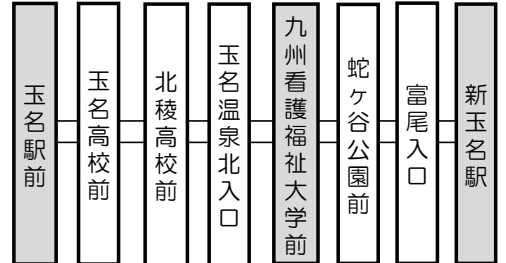 玉名駅前
玉名高校前
北稜高校前
玉名温泉北入口
九州看護福祉大学前
蛇ヶ谷公園前
富尾入口
新玉名駅